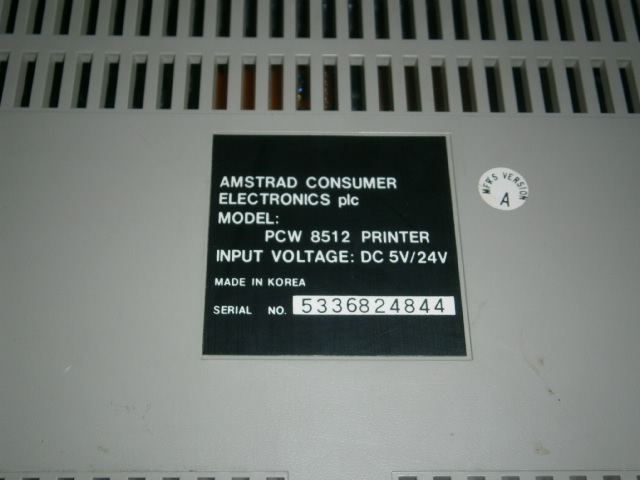 AMSTRAD CONSUMER
ELECTRONICS plc
MODEL:
PCW 8512 PRINTER
INPUT VOLTAGE: DC 5V/24V
MADE IN KOREA
SERIAL NO. 5336824844
MFRS VERSION
A